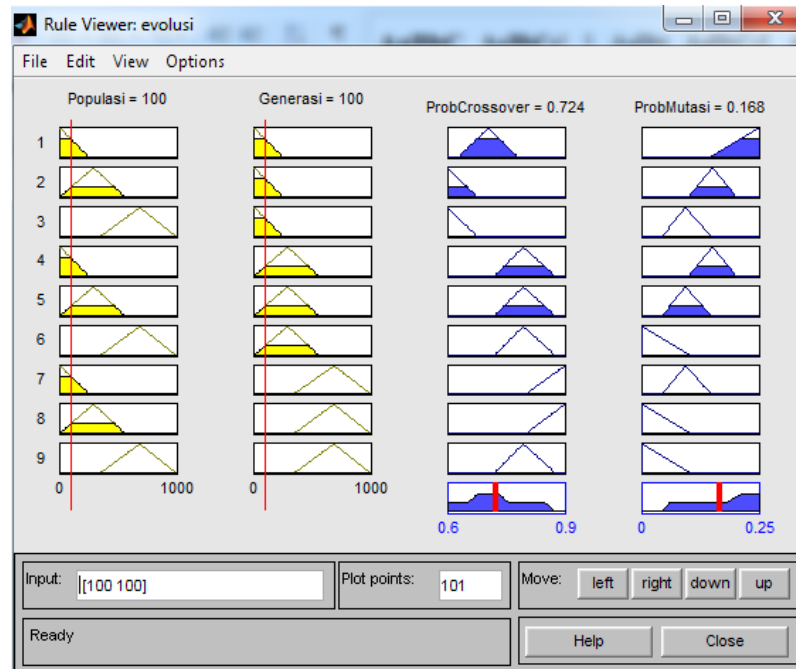 Rule Viewer: evolusi
File Edit View Options
Populasi = 100 Generasi = 100 ProbCrossover = 0.724 ProbMutasi = 0.168
1
2
3
4
5
6
7
8
9
0 1000 0 1000
0.6 0.9 0 0.25
Input: [100 100] Plot points: 101 Move: left right down up
Ready Help Close